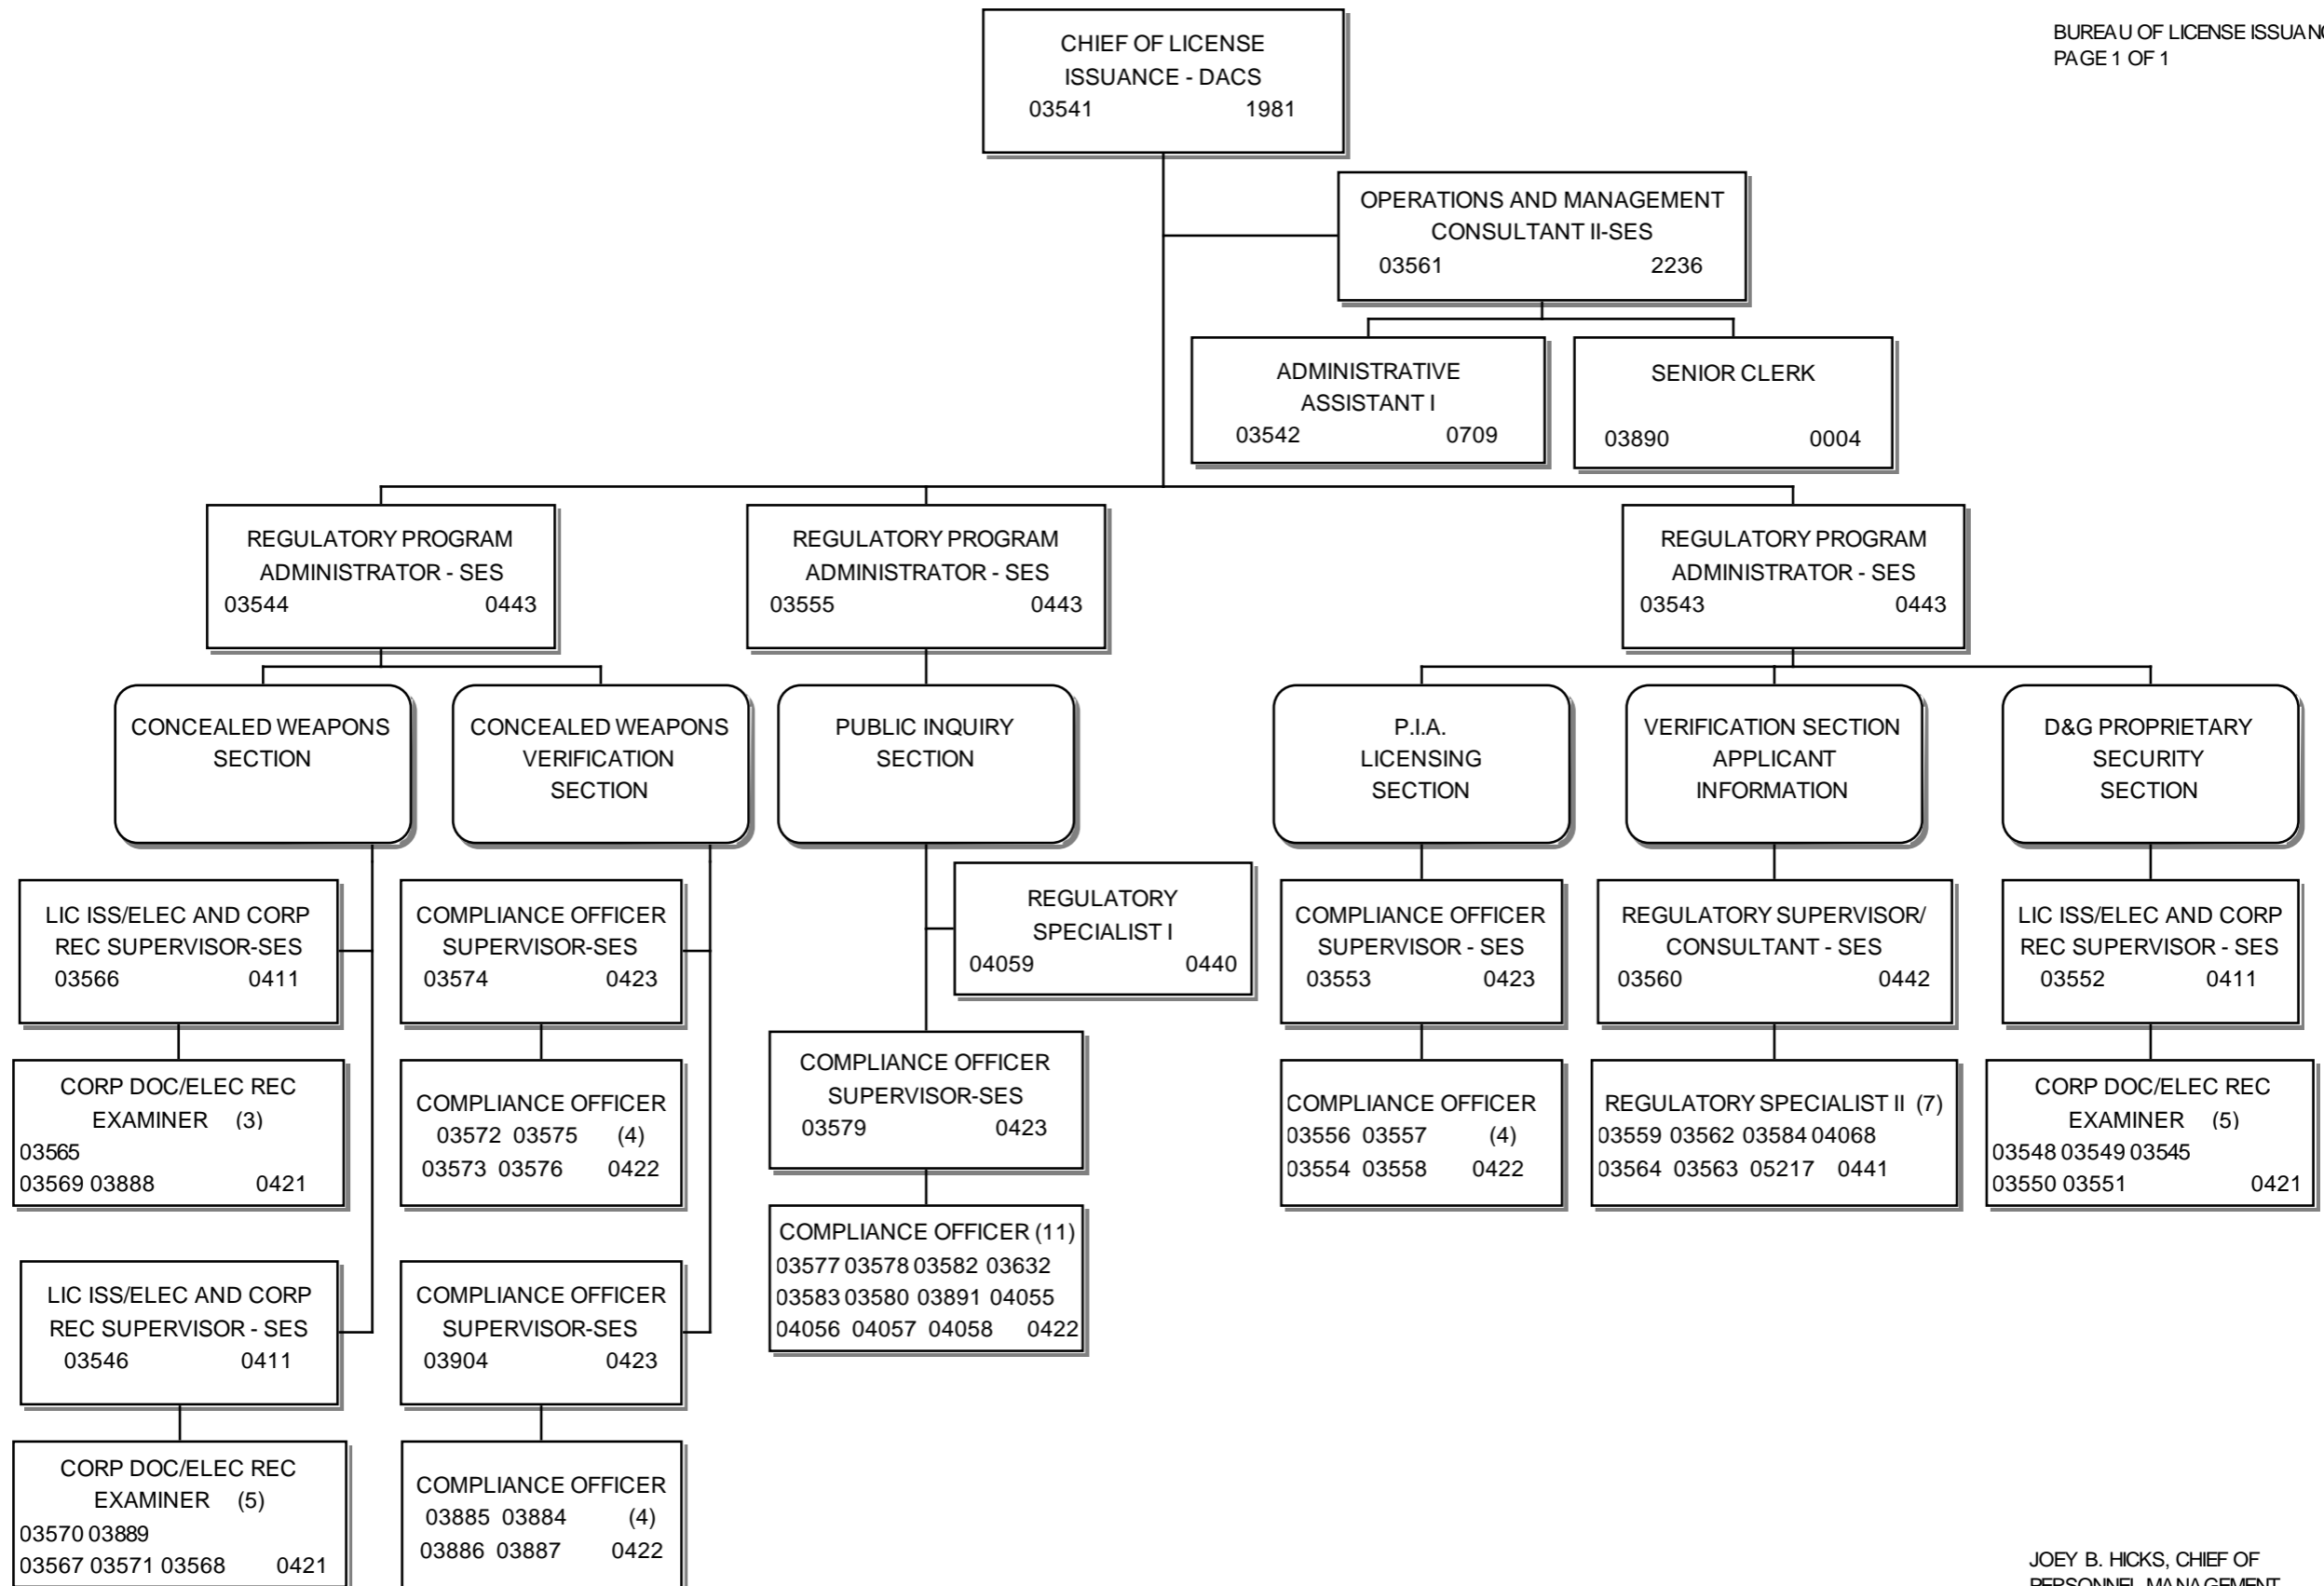 CHIEF OF LICENSE
ISSUANCE - DACS
03541 1981
BUREAU OF LICENSE
PAGE 1 OF 1
OPERATIONS AND MANAGEMENT
CONSULTANT II-SES
03561 2236
ADMINISTRATIVE
ASSISTANT I
03542 0709
SENIOR CLERK
03890 0004
REGULATORY PROGRAM
ADMINISTRATOR - SES
03544 0443
REGULATORY PROGRAM
ADMINISTRATOR - SES
03555 0443
REGULATORY PROGRAM
ADMINISTRATOR - SES
03543 0443
CONCEALED WEAPONS
SECTION
CONCEALED WEAPONS
VERIFICATION
SECTION
PUBLIC INQUIRY
SECTION
P.I.A.
LICENSING
SECTION
VERIFICATION SECTION
APPLICANT
INFORMATION
D&G PROPRIETARY
SECURITY
SECTION
LIC ISS/ELEC AND CORP
REC SUPERVISOR-SES
03566 0411
COMPLIANCE OFFICER
SUPERVISOR-SES
03574 0423
REGULATORY
SPECIALIST I
04059 0440
COMPLIANCE OFFICER
SUPERVISOR - SES
03553 0423
REGULATORY SUPERVISOR/
CONSULTANT - SES
03560 0442
LIC ISS/ELEC AND CORP
REC SUPERVISOR - SES
03552 0411
CORP DOC/ELEC REC
EXAMINER (3)
03565
03569 03888 0421
COMPLIANCE OFFICER
03572 03575 (4)
03573 03576 0422
COMPLIANCE OFFICER
SUPERVISOR-SES
03579 0423
COMPLIANCE OFFICER
03556 03557 (4)
03554 03558 0422
REGULATORY SPECIALIST II (7)
03559 03562 03584 04068
03564 03563 05217 0441
CORP DOC/ELEC REC
EXAMINER (5)
03548 03549 03545
03550 03551 0421
COMPLIANCE OFFICER (11)
03577 03578 03582 03632
03583 03580 03891 04055
04056 04057 04058 0422
LIC ISS/ELEC AND CORP
REC SUPERVISOR - SES
03546 0411
COMPLIANCE OFFICER
SUPERVISOR-SES
03904 0423
CORP DOC/ELEC REC
EXAMINER (5)
03570 03889
03567 03571 03568 0421
COMPLIANCE OFFICER
03885 03884 (4)
03886 03887 0422
JOEY B. HICKS, CHIEF OF
PERSONNEL MANAGEMENT